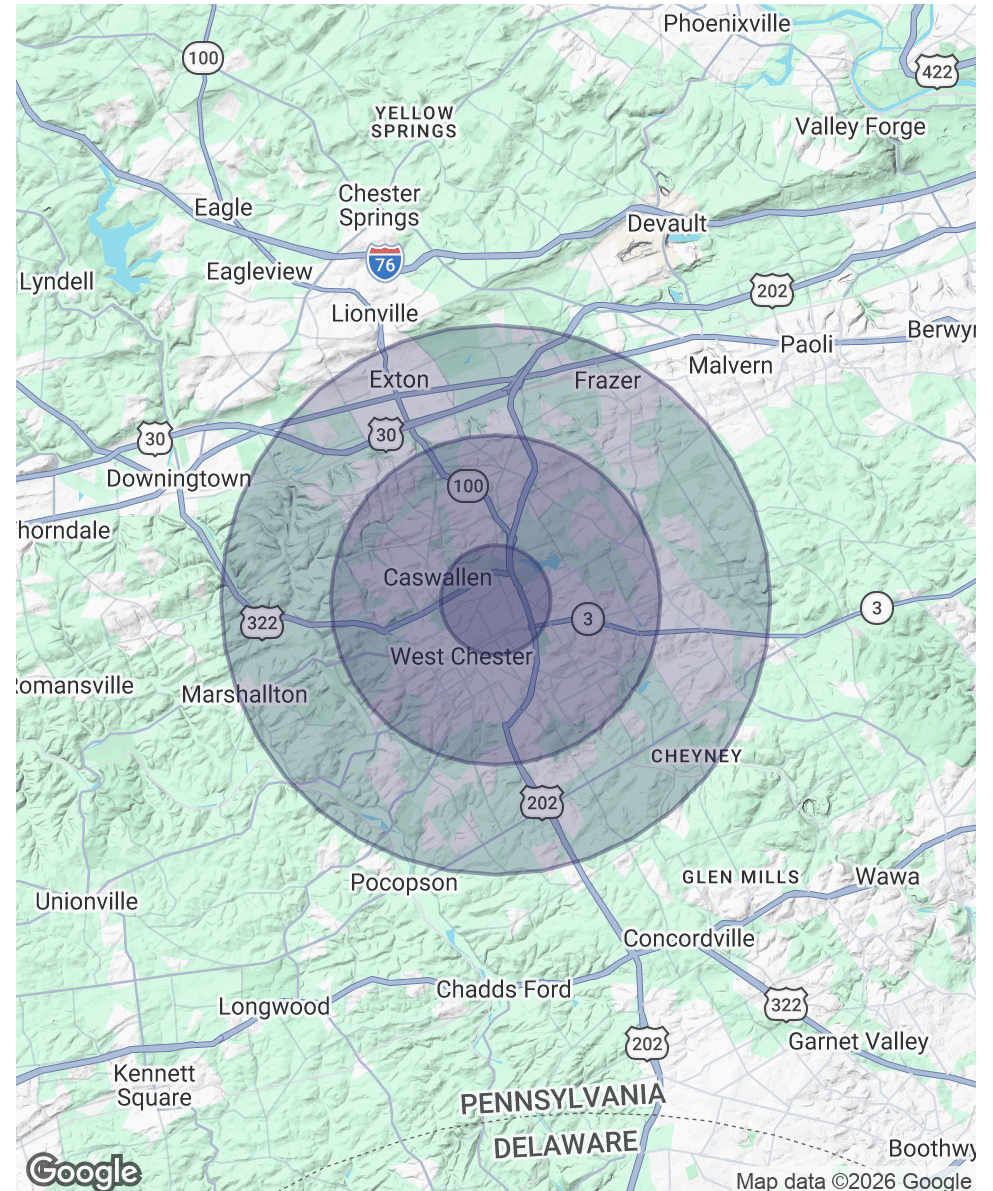 Phoenixville
100
422
YELLOW
SPRINGS
Valley Forge
Chester
Springs
Eagle
Devault
76
Eagleview
Lyndell
202
Lionville
Berwyn
Paoli
Malvern
Exton
Frazer
30
30
Downingtown
100
Thorndale
Caswallen
3
3
322
West Chester
Romansville
Marshallton
CHEYNEY
202
Pocopson
GLEN MILLS
Wawa
Unionville
Concordville
Chadds Ford
322
Longwood
202
Garnet Valley
Kennett
Square
PENNSYLVANIA
DELAWARE
Boothwy
Google
Map data ©2026 Google